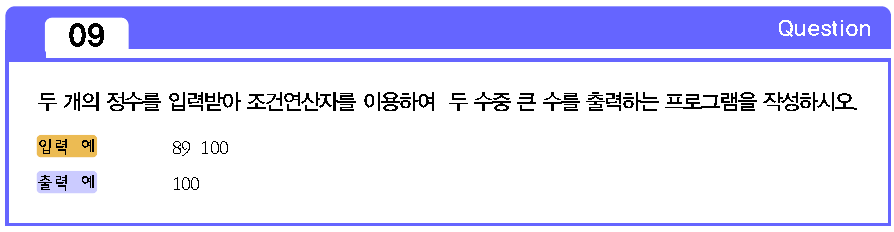 09
Question
두 개의 정수를 입력받아 조건연산자를 이용하여 두 수중 큰 수를 출력하는 프로그램을 작성하시오.
입력 예 89 100
출력 예 100